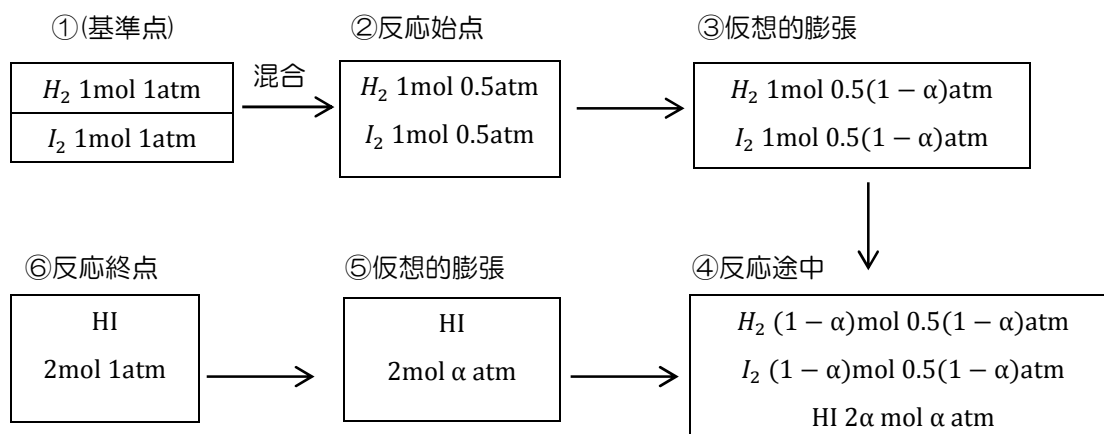 ①(基準点)
H₂ 1mol 1atm
I₂ 1mol 1atm
混合
②反応始点
H₂ 1mol 0.5atm
I₂ 1mol 0.5atm
③仮想的膨張
H₂ 1mol 0.5(1 − α)atm
I₂ 1mol 0.5(1 − α)atm
⑥反応終点
HI
2mol 1atm
⑤仮想的膨張
HI
2mol α atm
④反応途中
H₂ (1 − α)mol 0.5(1 − α)atm
I₂ (1 − α)mol 0.5(1 − α)atm
HI 2α mol α atm